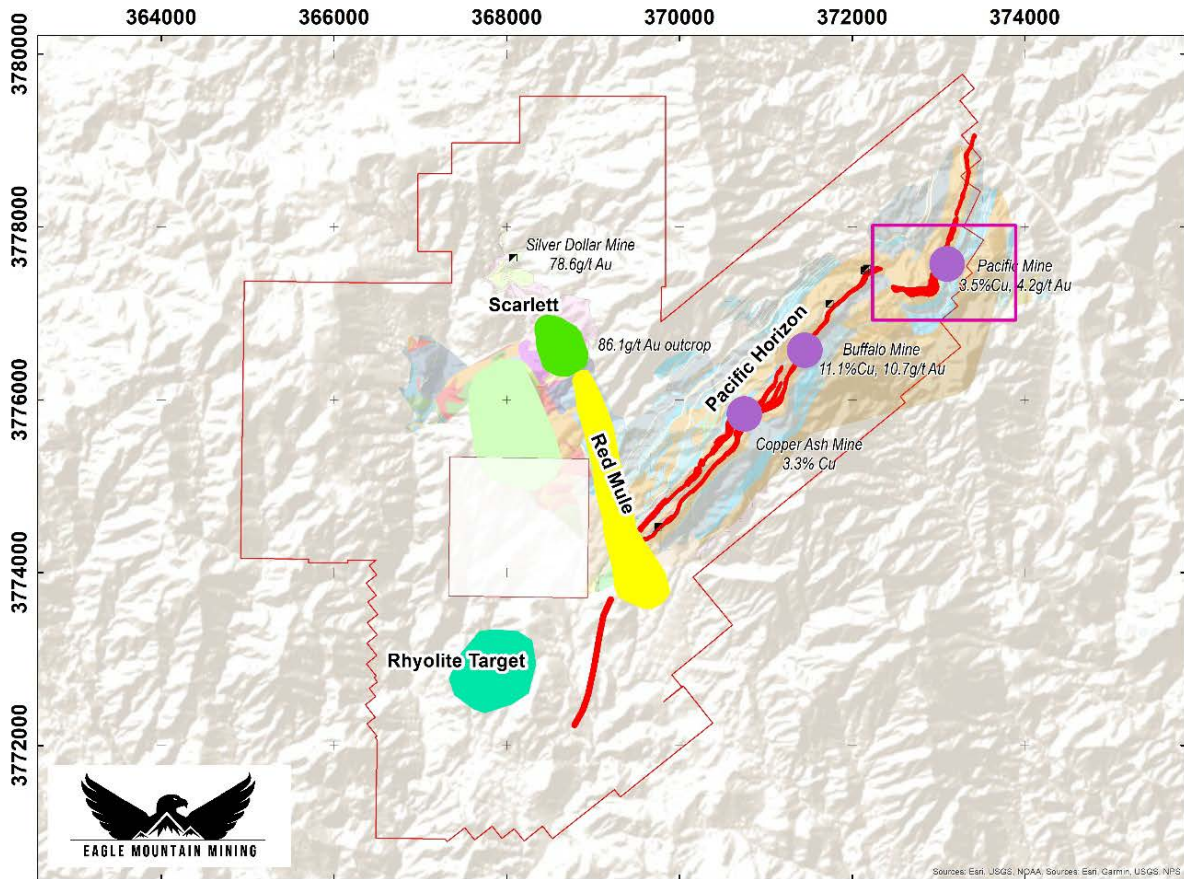 364000
366000
368000
370000
372000
374000
3780000
3778000
3776000
3774000
3772000
Silver Dollar Mine
78.6g/t Au
Scarlett
86.1g/t Au outcrop
Pacific Mine
3.5%Cu, 4.2g/t Au
Pacific Horizon
Buffalo Mine
11.1%Cu, 10.7g/t Au
Copper Ash Mine
3.3% Cu
Red Mule
Rhyolite Target
EAGLE MOUNTAIN MINING
Sources: Esri, USGS, NOAA, Sources: Esri, Garmin, USGS, NPS